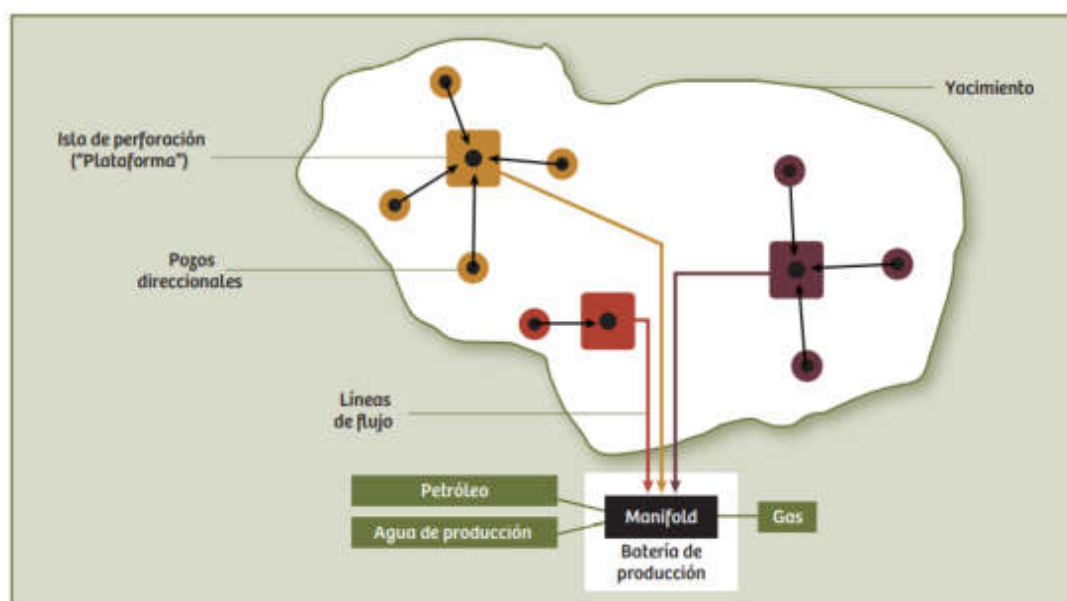 Yacimiento
Isla de perforación
("Plataforma")
Pozos
direccionales
Líneas
de flujo
Petróleo
Agua de producción
Manifold
Gas
Batería de
producción